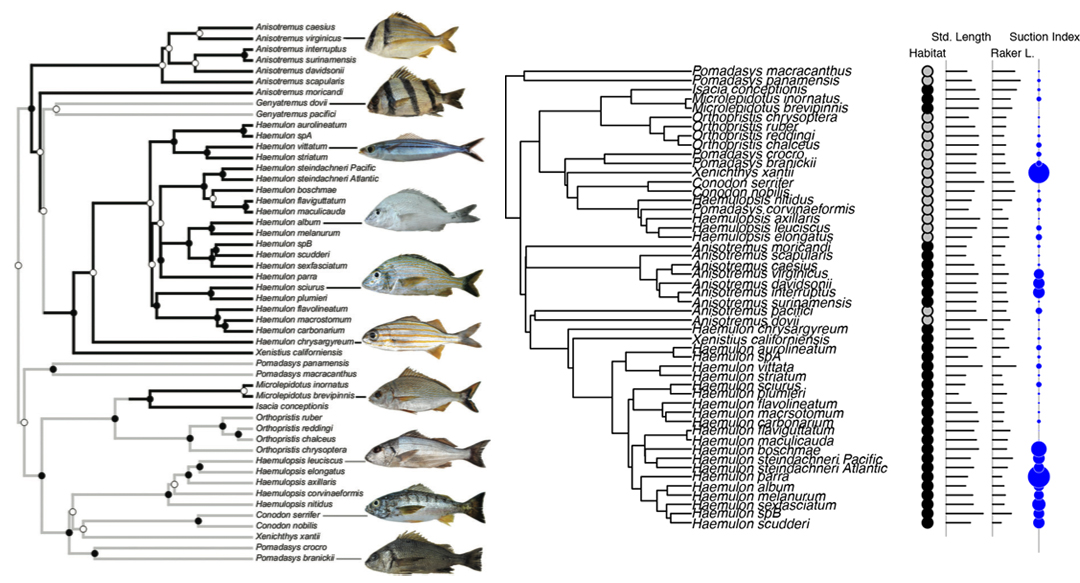 Anisotremus caesius
Anisotremus virginicus
Anisotremus interruptus
Anisotremus surinamensis
Anisotremus davidsonii
Anisotremus scapularis
Anisotremus moricandi
Genyatremus dovii
Genyatremus pacifici
Haemulon aurolineatum
Haemulon spA
Haemulon vittatum
Haemulon striatum
Haemulon steindachneri Pacific
Haemulon steindachneri Atlantic
Haemulon boschmae
Haemulon flaviguttatum
Haemulon maculicauda
Haemulon album
Haemulon melanurum
Haemulon spB
Haemulon scudderi
Haemulon sexfasciatum
Haemulon parra
Haemulon sciurus
Haemulon plumieri
Haemulon flavolineatum
Haemulon macrostomum
Haemulon carbonarium
Haemulon chrysargyreum
Xenistius californiensis
Pomadasys panamensis
Pomadasys macracanthus
Microlepidotus inornatus
Microlepidotus brevipinnis
Isacia conceptionis
Orthopristis ruber
Orthopristis reddingi
Orthopristis chalceus
Orthopristis chrysoptera
Haemulopsis leuciscus
Haemulopsis elongatus
Haemulopsis axillaris
Haemulopsis corvinaeformis
Haemulopsis nitidus
Conodon serrifer
Conodon nobilis
Xenichthys xantii
Pomadasys crocro
Pomadasys branickii
Std. Length Suction Index
Habitat Raker L.
Pomadasys macracanthus
Pomadasys panamensis
Isacia conceptionis
Microlepidotus inornatus
Microlepidotus brevipinnis
Orthopristis chrysoptera
Orthopristis ruber
Orthopristis reddingi
Orthopristis chalceus
Pomadasys crocro
Pomadasys branickii
Xenichthys xantii
Conodon serrifer
Conodon nobilis
Haemulopsis nitidus
Pomadasys corvinaeformis
Haemulopsis axillaris
Haemulopsis leuciscus
Haemulopsis elongatus
Anisotremus moricandi
Anisotremus scapularis
Anisotremus caesius
Anisotremus virginicus
Anisotremus davidsonii
Anisotremus interruptus
Anisotremus surinamensis
Anisotremus pacifici
Anisotremus dovii
Haemulon chrysargyreum
Xenistius californiensis
Haemulon aurolineatum
Haemulon spA
Haemulon vittata
Haemulon striatum
Haemulon sciurus
Haemulon plumieri
Haemulon flavolineatum
Haemulon macrsotomum
Haemulon carbonarium
Haemulon flaviguttatum
Haemulon maculicauda
Haemulon boschmae
Haemulon steindachneri Pacific
Haemulon steindachneri Atlantic
Haemulon parra
Haemulon album
Haemulon melanurum
Haemulon sexfasciatum
Haemulon spB
Haemulon scudderi